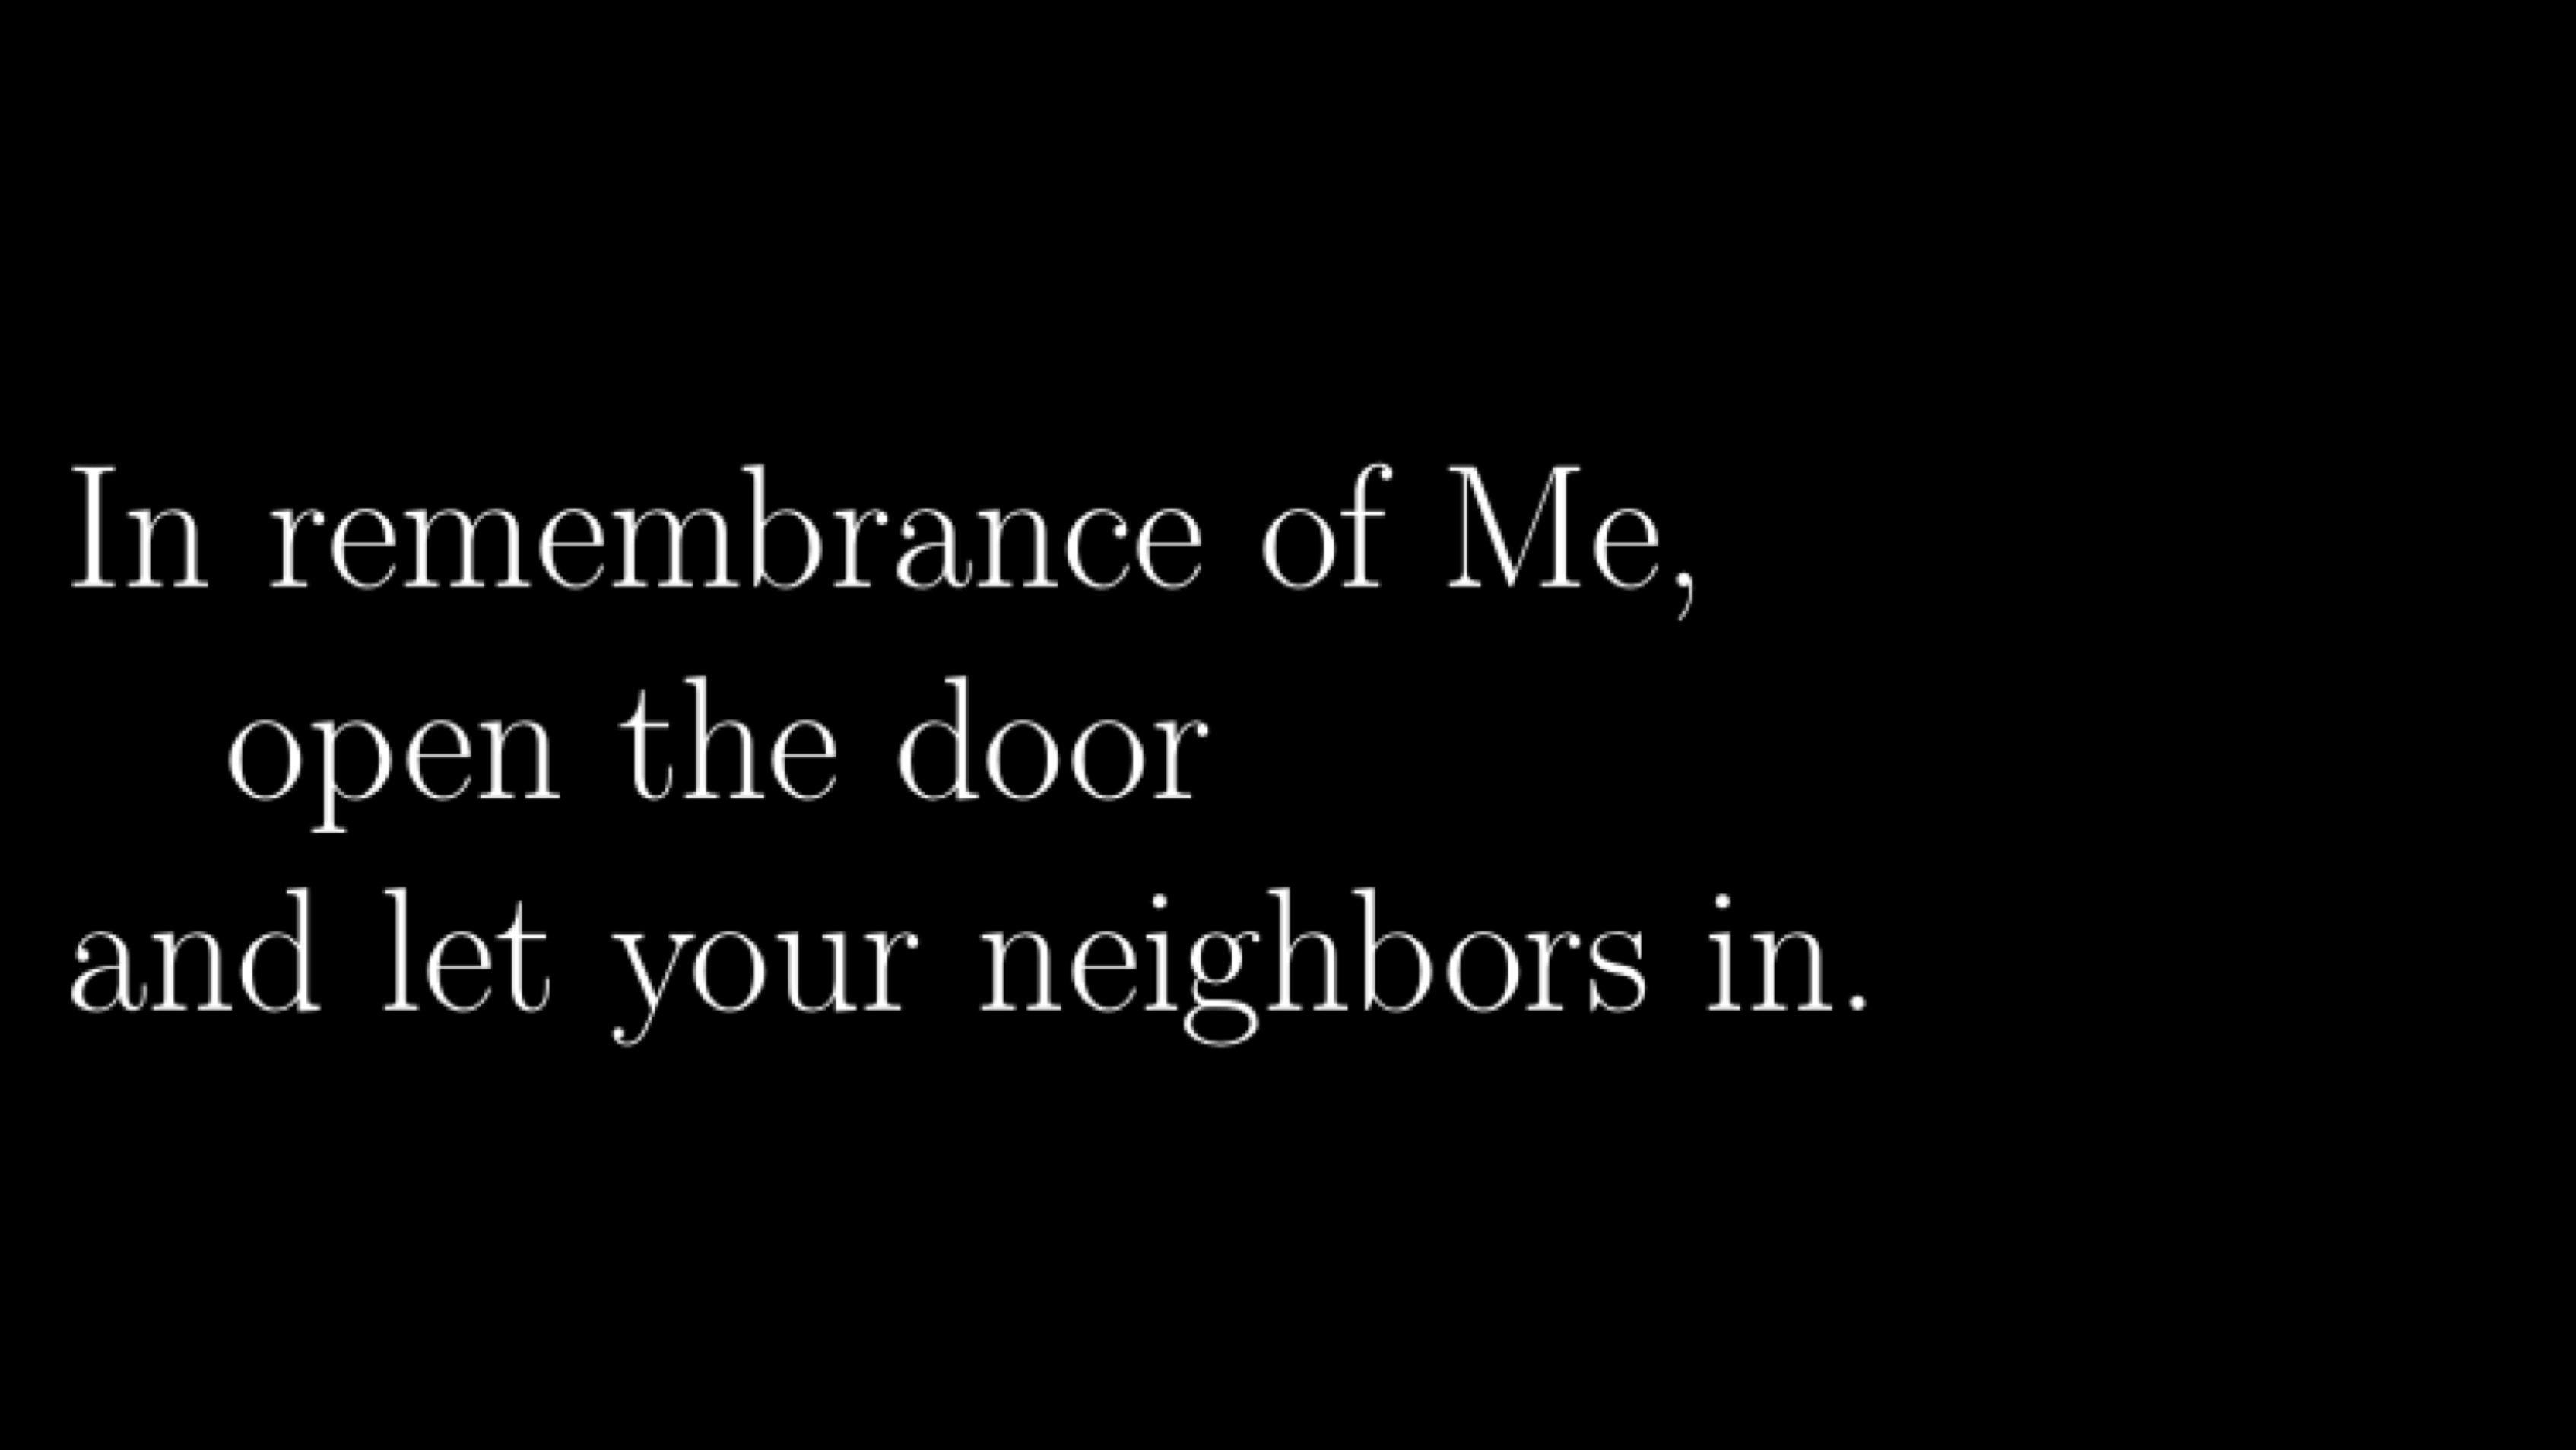 In remembrance of Me,
open the door
and let your neighbors in.